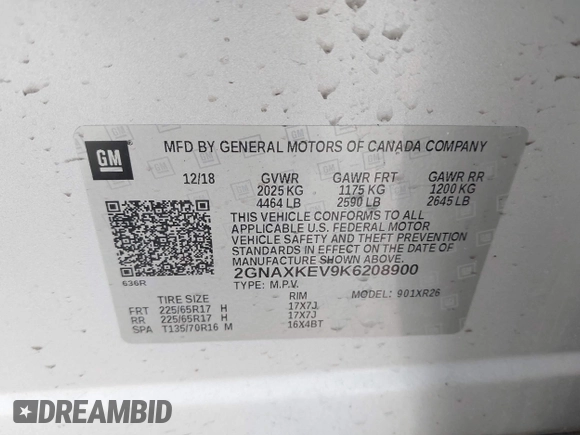 GM
MFD BY GENERAL MOTORS OF CANADA COMPANY
12/18 GVWR GAWR FRT GAWR RR
2025 KG 1175 KG 1200 KG
4464 LB 2590 LB 2645 LB
THIS VEHICLE CONFORMS TO ALL
APPLICABLE U.S. FEDERAL MOTOR
VEHICLE SAFETY AND THEFT PREVENTION
STANDARDS IN EFFECT ON THE DATE OF
MANUFACTURE SHOWN ABOVE.
2GNAXKEV9K6208900
636R
TYPE: M.P.V. MODEL: 901XR26
TIRE SIZE RIM
FRT 225/65R17 H 17X7J
RR 225/65R17 H 17X7J
SPA T135/70R16 M 16X4BT
DREAMBID